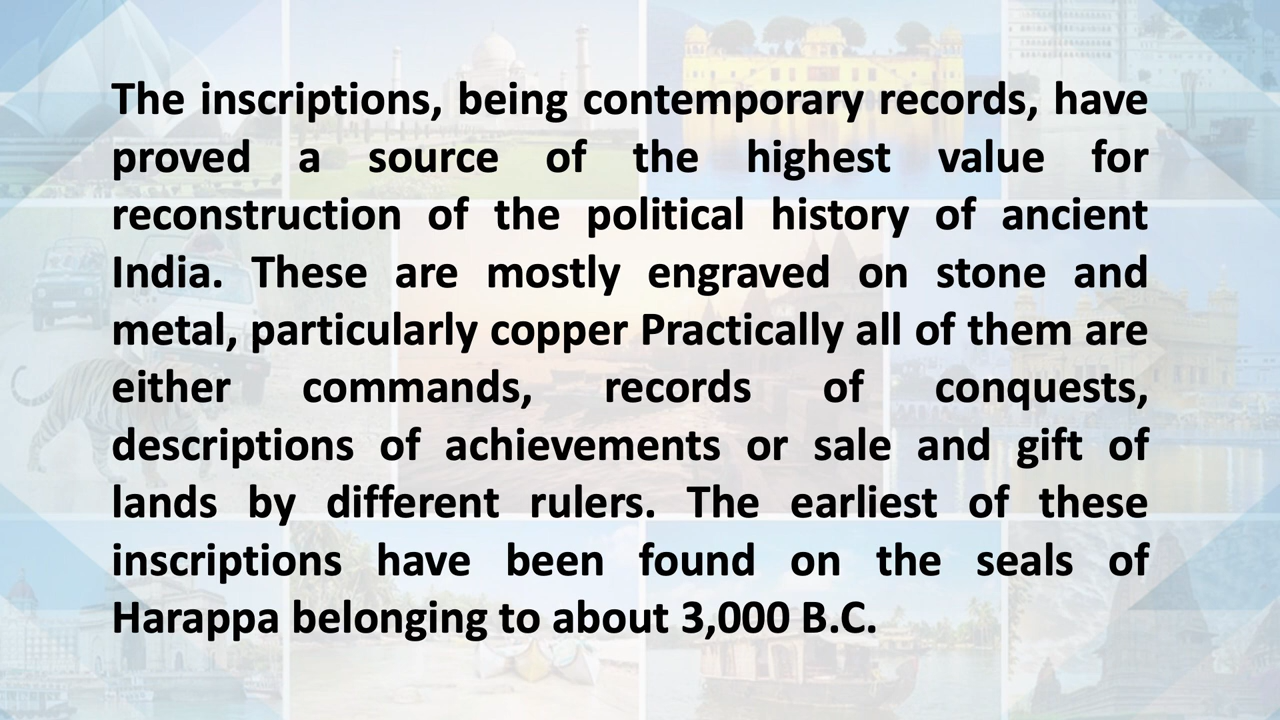 The inscriptions, being contemporary records, have
proved a source of the highest value for
reconstruction of the political history of ancient
India. These are mostly engraved on stone and
metal, particularly copper Practically all of them are
either commands, records of conquests,
descriptions of achievements or sale and gift of
lands by different rulers. The earliest of these
inscriptions have been found on the seals of
Harappa belonging to about 3,000 B.C.